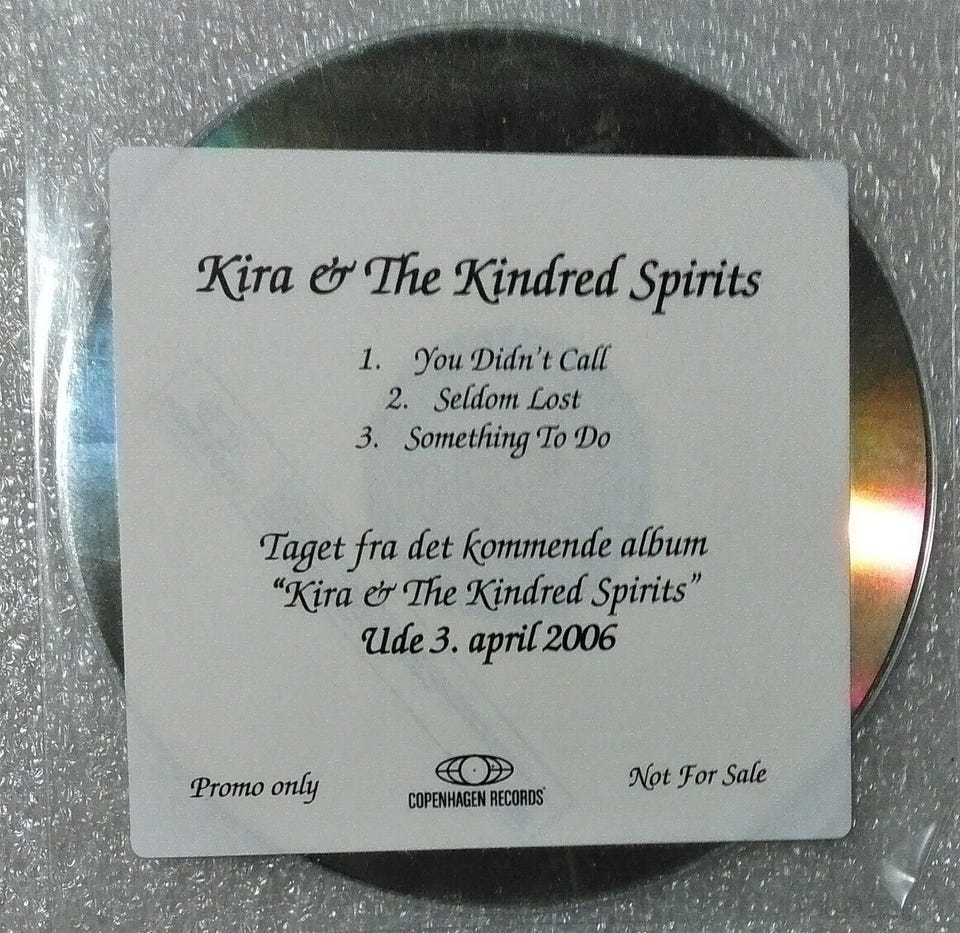 Kira & The Kindred Spirits
1. You Didn't Call
2. Seldom Lost
3. Something To Do
Taget fra det kommende album
“Kira & The Kindred Spirits”
Ude 3. april 2006
Promo only
COPENHAGEN RECORDS
Not For Sale